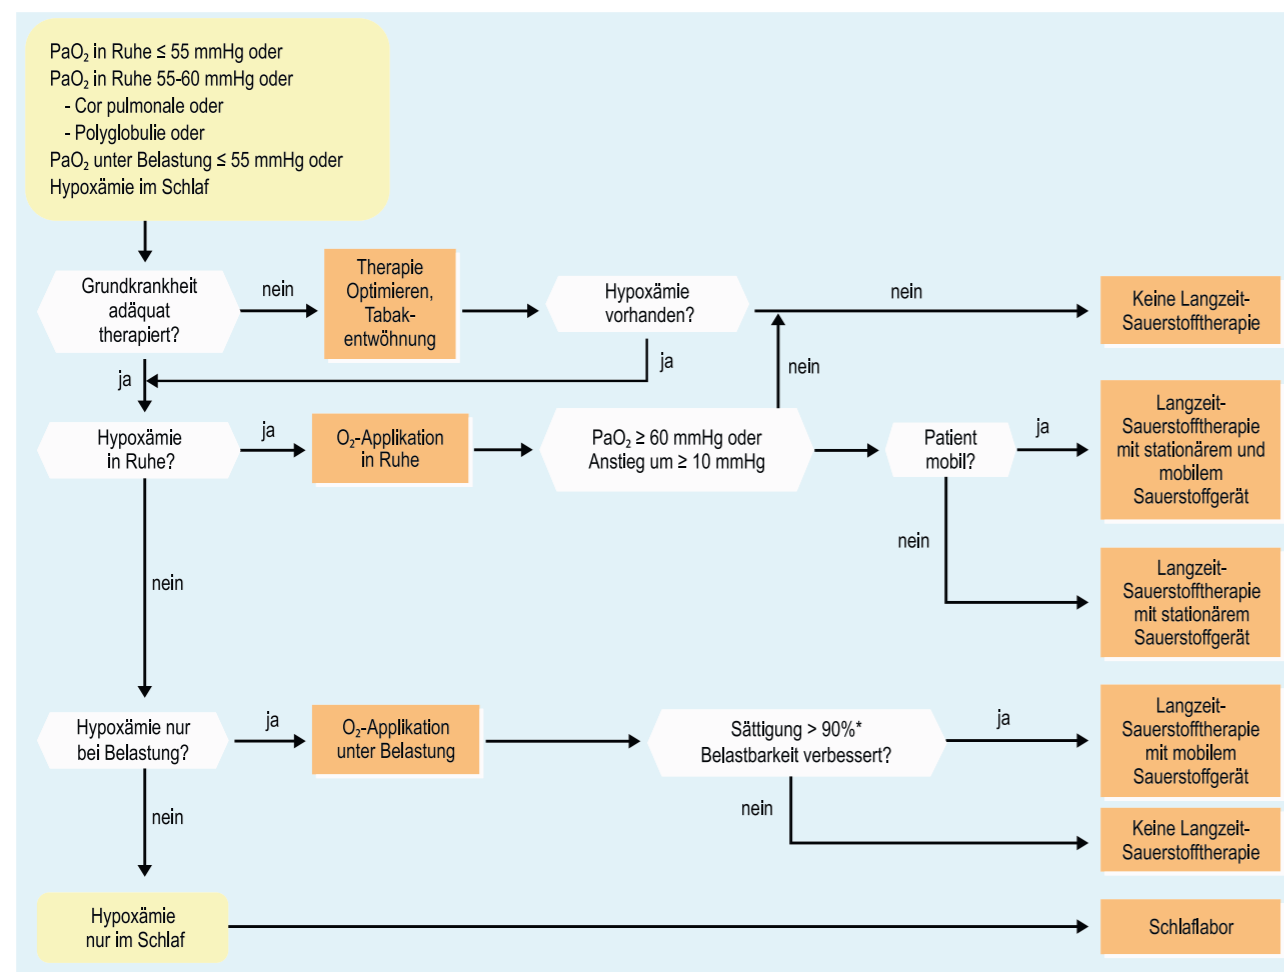 PaO₂ in Ruhe ≤ 55 mmHg oder
PaO₂ in Ruhe 55-60 mmHg oder
- Cor pulmonale oder
- Polyglobulie oder
PaO₂ unter Belastung ≤ 55 mmHg oder
Hypoxämie im Schlaf
Grundkrankheit
adäquat
therapiert?
nein
Therapie
Optimieren,
Tabak-
entwöhnung
Hypoxämie
vorhanden?
nein
Keine Langzeit-
Sauerstofftherapie
ja
ja
nein
Hypoxämie
in Ruhe?
ja
O₂-Applikation
in Ruhe
PaO₂ ≥ 60 mmHg oder
Anstieg um ≥ 10 mmHg
Patient
mobil?
ja
Langzeit-
Sauerstofftherapie
mit stationärem und
mobilem
Sauerstoffgerät
nein
Langzeit-
Sauerstofftherapie
mit stationärem
Sauerstoffgerät
nein
Hypoxämie nur
bei Belastung?
ja
O₂-Applikation
unter Belastung
Sättigung > 90%*
Belastbarkeit verbessert?
ja
Langzeit-
Sauerstofftherapie
mit mobilem
Sauerstoffgerät
nein
nein
Keine Langzeit-
Sauerstofftherapie
Hypoxämie
nur im Schlaf
Schlaflabor